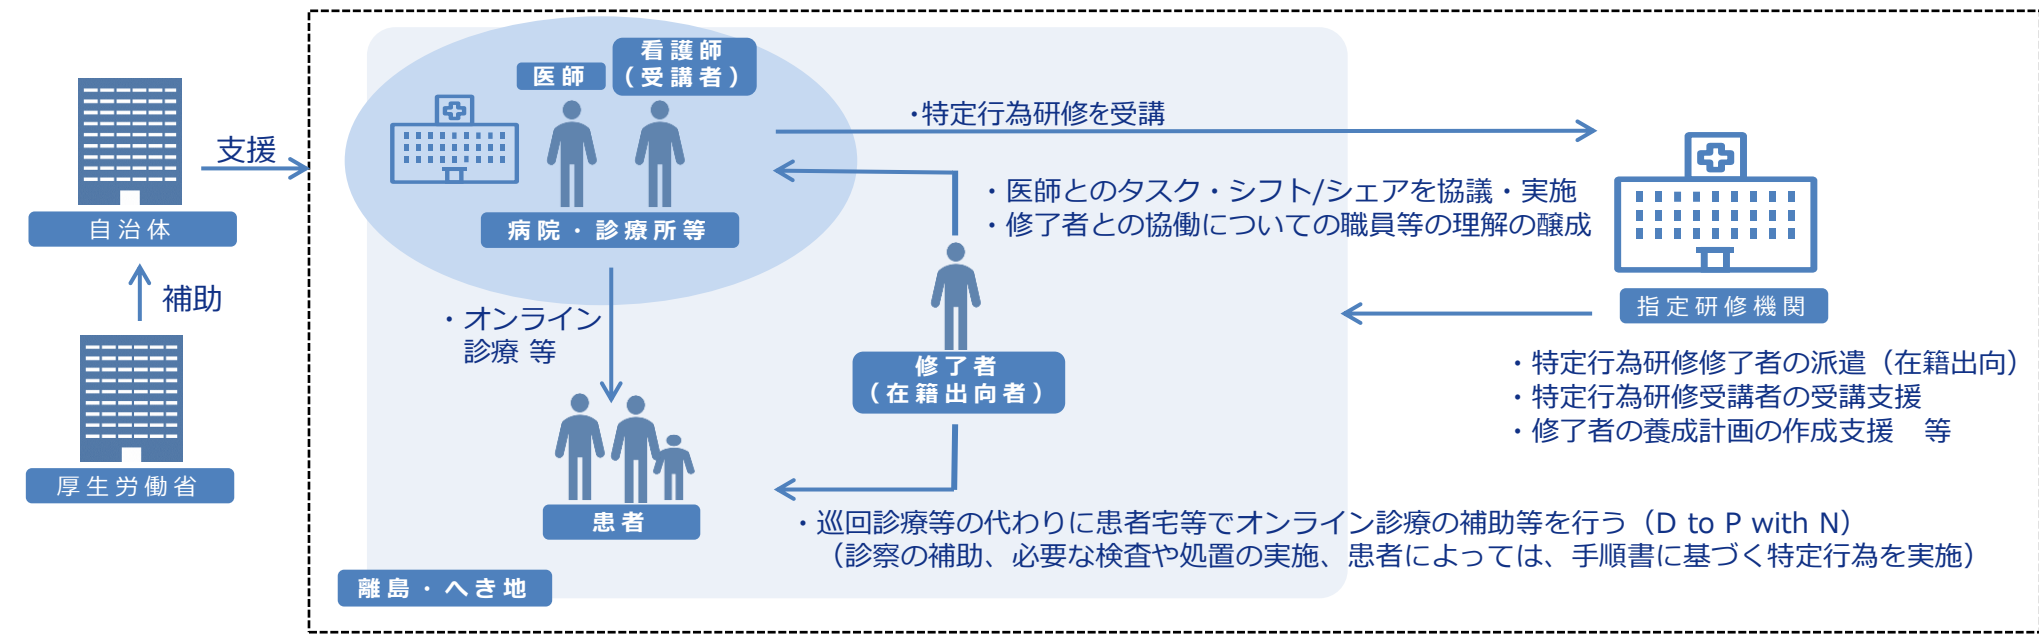 支援
自治体
補助
厚生労働省
医師
看護師
（受講者）
病院・診療所等
・特定行為研修を受講
・医師とのタスク・シフト/シェアを協議・実施
・修了者との協働についての職員等の理解の醸成
指定研修機関
・オンライン
診療 等
修了者
（在籍出向者）
・特定行為研修修了者の派遣（在籍出向）
・特定行為研修受講者の受講支援
・修了者の養成計画の作成支援　等
患者
・巡回診療等の代わりに患者宅等でオンライン診療の補助等を行う（D to P with N）
（診察の補助、必要な検査や処置の実施、患者によっては、手順書に基づく特定行為を実施）
離島・へき地